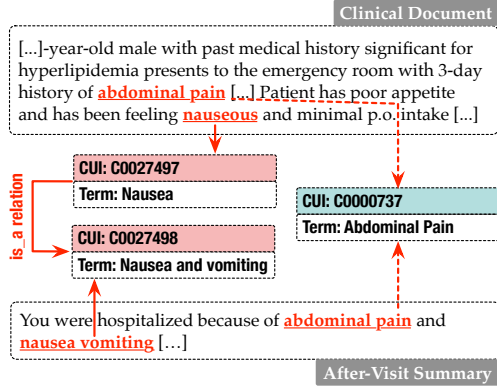 Clinical Document
[...]-year-old male with past medical history significant for
hyperlipidemia presents to the emergency room with 3-day
history of abdominal pain [...] Patient has poor appetite
and has been feeling nauseous and minimal p.o. intake [...]
CUI: C0027497
Term: Nausea
CUI: C0000737
Term: Abdominal Pain
is_a relation
CUI: C0027498
Term: Nausea and vomiting
You were hospitalized because of abdominal pain and
nausea vomiting [...]
After-Visit Summary